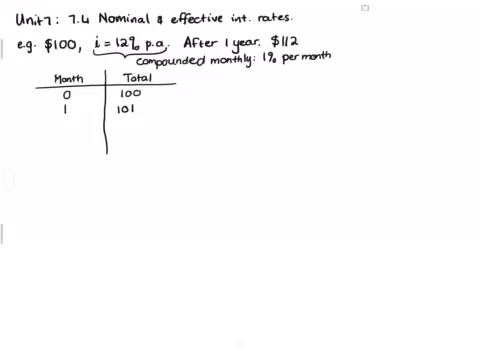 Unit 7: 7.4 Nominal & effective int. rates.
e.g. $100, i = 12% p.a. After 1 year. $112
compounded monthly: 1% per month
Month Total
0 100
1 101